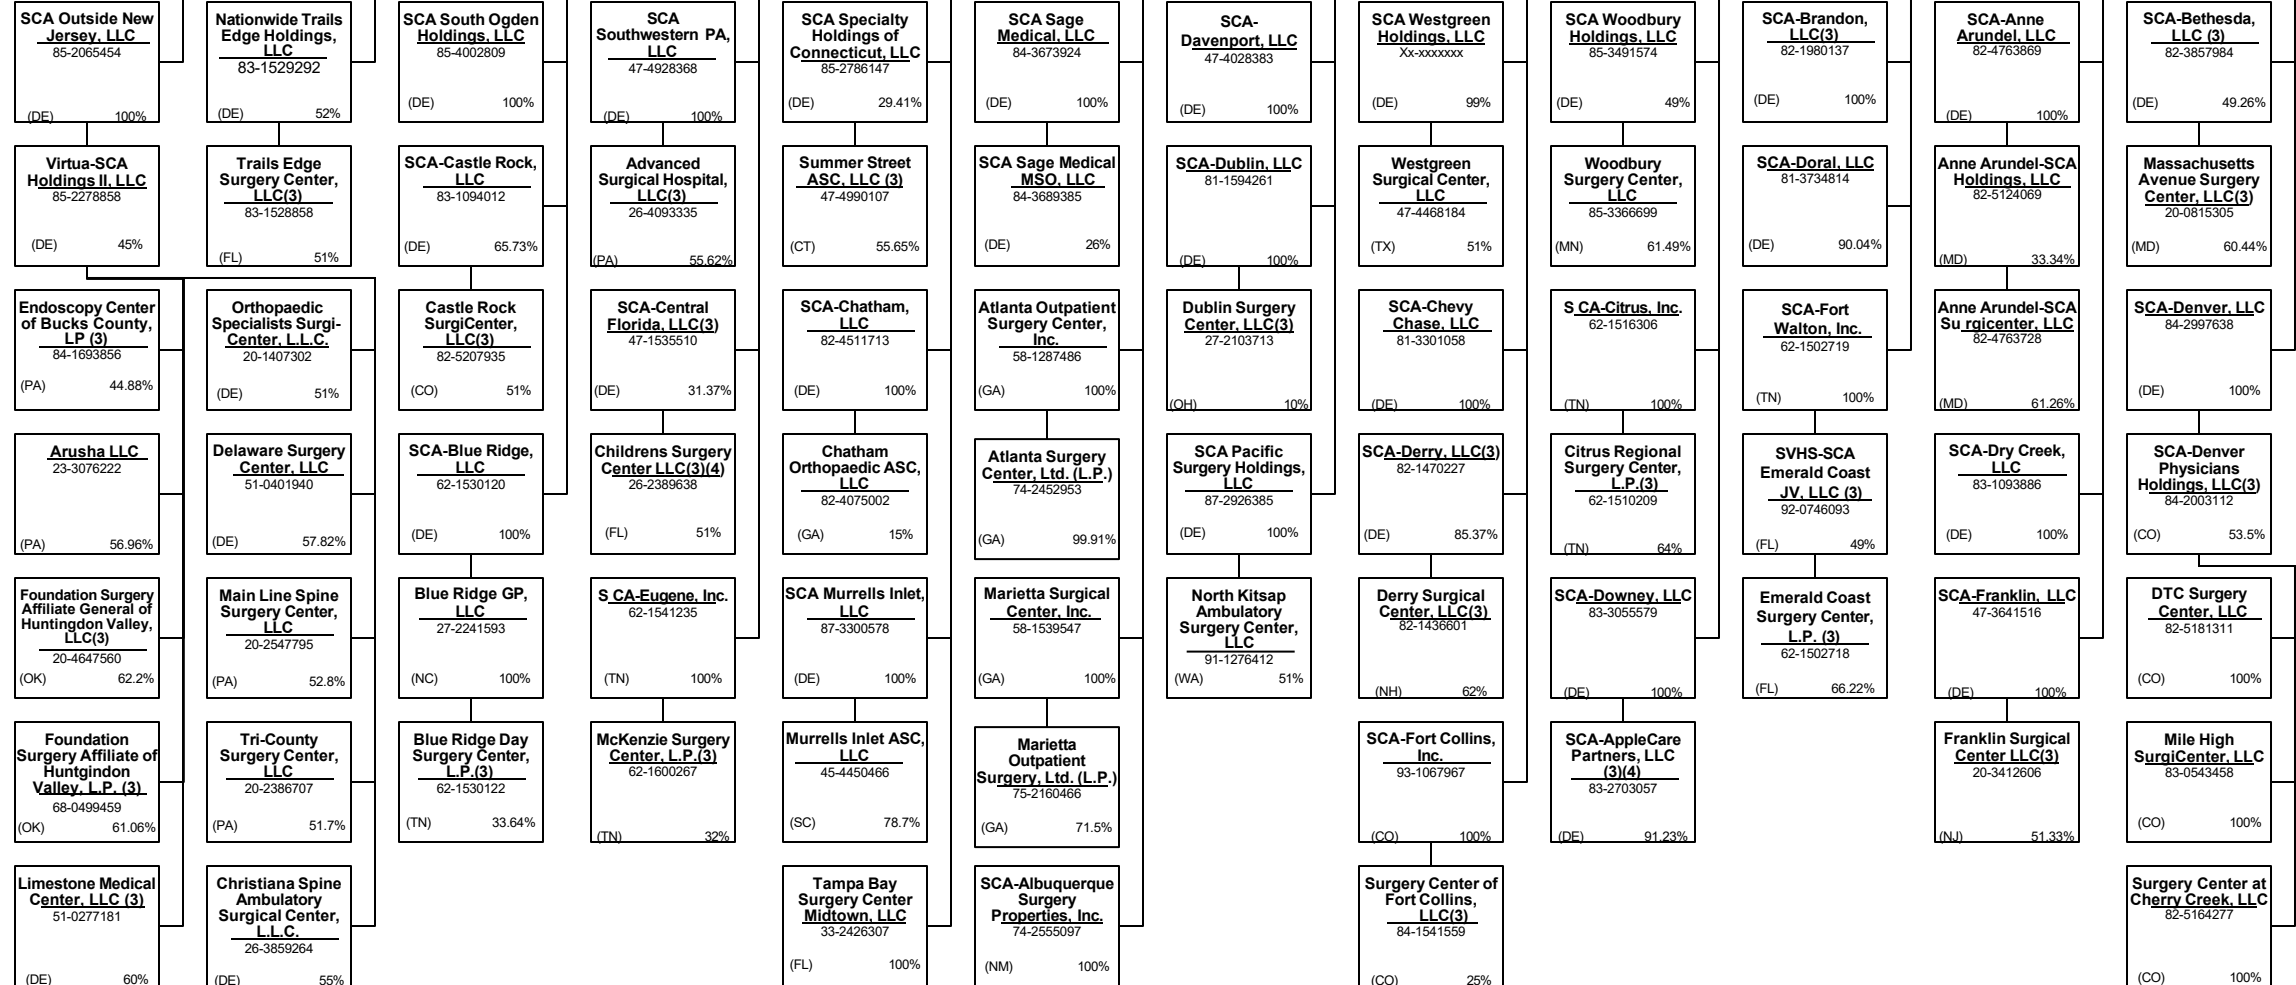 SCA Outside New
Jersey, LLC
85-2065454
(DE) 100%
Virtua-SCA
Holdings II, LLC
85-2278858
(DE) 45%
Endoscopy Center
of Bucks County,
LP (3)
84-1693856
(PA) 44.88%
Arusha LLC
23-3076222
(PA) 56.96%
Foundation Surgery
Affiliate General of
Huntingdon Valley,
LLC(3)
20-4647560
(OK) 62.2%
Foundation
Surgery Affiliate of
Huntgindon
Valley, L.P. (3)
68-0499459
(OK) 61.06%
Limestone Medical
Center, LLC (3)
51-0277181
(DE) 60%
Nationwide Trails
Edge Holdings,
LLC
83-1529292
(DE) 52%
Trails Edge
Surgery Center,
LLC(3)
83-1528858
(FL) 51%
Orthopaedic
Specialists Surgi-
Center, L.L.C.
20-1407302
(DE) 51%
Delaware Surgery
Center, LLC
51-0401940
(DE) 57.82%
Main Line Spine
Surgery Center,
LLC
20-2547795
(PA) 52.8%
Tri-County
Surgery Center,
LLC
20-2386707
(PA) 51.7%
Christiana Spine
Ambulatory
Surgical Center,
L.L.C.
26-3859264
(DE) 55%
SCA South Ogden
Holdings, LLC
85-4002809
(DE) 100%
SCA-Castle Rock,
LLC
83-1094012
(DE) 65.73%
Castle Rock
SurgiCenter,
LLC(3)
82-5207935
(CO) 51%
SCA-Blue Ridge,
LLC
62-1530120
(DE) 100%
Blue Ridge GP,
LLC
27-2241593
(NC) 100%
Blue Ridge Day
Surgery Center,
L.P.(3)
62-1530122
(TN) 33.64%
SCA
Southwestern PA,
LLC
47-4928368
(DE) 100%
Advanced
Surgical Hospital,
LLC(3)
26-4093335
(PA) 55.62%
SCA-Central
Florida, LLC(3)
47-1535510
(DE) 31.37%
Childrens Surgery
Center LLC(3)(4)
26-2389638
(FL) 51%
S CA-Eugene, Inc.
62-1541235
(TN) 100%
McKenzie Surgery
Center, L.P.(3)
62-1600267
(TN) 32%
SCA Specialty
Holdings of
Connecticut, LLC
85-2786147
(DE) 29.41%
Summer Street
ASC, LLC (3)
47-4990107
(CT) 55.65%
SCA-Chatham,
LLC
82-4511713
(DE) 100%
Chatham
Orthopaedic ASC,
LLC
82-4075002
(GA) 15%
SCA Murrells Inlet,
LLC
87-3300578
(DE) 100%
Murrells Inlet ASC,
LLC
45-4450466
(SC) 78.7%
Tampa Bay
Surgery Center
Midtown, LLC
33-2426307
(FL) 100%
SCA Sage
Medical, LLC
84-3673924
(DE) 100%
SCA Sage Medical
MSO, LLC
84-3689385
(DE) 26%
Atlanta Outpatient
Surgery Center,
Inc.
58-1287486
(GA) 100%
Atlanta Surgery
Center, Ltd. (L.P.)
74-2452953
(GA) 99.91%
Marietta Surgical
Center, Inc.
58-1539547
(GA) 100%
Marietta
Outpatient
Surgery, Ltd. (L.P.)
75-2160466
(GA) 71.5%
SCA-Albuquerque
Surgery
Properties, Inc.
74-2555097
(NM) 100%
SCA-
Davenport, LLC
47-4028383
(DE) 100%
SCA-Dublin, LLC
81-1594261
(DE) 100%
Dublin Surgery
Center, LLC(3)
27-2103713
(OH) 10%
SCA Pacific
Surgery Holdings,
LLC
87-2926385
(DE) 100%
North Kitsap
Ambulatory
Surgery Center,
LLC
91-1276412
(WA) 51%
SCA Westgreen
Holdings, LLC
Xx-xxxxxxx
(DE) 99%
Westgreen
Surgical Center,
LLC
47-4468184
(TX) 51%
SCA-Chevy
Chase, LLC
81-3301058
(DE) 100%
SCA-Derry, LLC(3)
82-1470227
(DE) 85.37%
Derry Surgical
Center, LLC(3)
82-1436601
(NH) 62%
SCA-Fort Collins,
Inc.
93-1067967
(CO) 100%
Surgery Center of
Fort Collins,
LLC(3)
84-1541559
(CO) 25%
SCA Woodbury
Holdings, LLC
85-3491574
(DE) 49%
Woodbury
Surgery Center,
LLC
85-3366699
(MN) 61.49%
S CA-Citrus, Inc.
62-1516306
(TN) 100%
Citrus Regional
Surgery Center,
L.P.(3)
62-1510209
(TN) 64%
SCA-Downey, LLC
83-3055579
(DE) 100%
SCA-AppleCare
Partners, LLC
(3)(4)
83-2703057
(DE) 91.23%
SCA-Brandon,
LLC(3)
82-1980137
(DE) 100%
SCA-Doral, LLC
81-3734814
(DE) 90.04%
SCA-Fort
Walton, Inc.
62-1502719
(TN) 100%
SVHS-SCA
Emerald Coast
JV, LLC (3)
92-0746093
(FL) 49%
Emerald Coast
Surgery Center,
L.P. (3)
62-1502718
(FL) 66.22%
SCA-Anne
Arundel, LLC
82-4763869
(DE) 100%
Anne Arundel-SCA
Holdings, LLC
82-5124069
(MD) 33.34%
Anne Arundel-SCA
Su rgicenter, LLC
82-4763728
(MD) 61.26%
SCA-Dry Creek,
LLC
83-1093886
(DE) 100%
SCA-Franklin, LLC
47-3641516
(DE) 100%
Franklin Surgical
Center LLC(3)
20-3412606
(NJ) 51.33%
SCA-Bethesda,
LLC (3)
82-3857984
(DE) 49.26%
Massachusetts
Avenue Surgery
Center, LLC(3)
20-0815305
(MD) 60.44%
SCA-Denver, LLC
84-2997638
(DE) 100%
SCA-Denver
Physicians
Holdings, LLC(3)
84-2003112
(CO) 53.5%
DTC Surgery
Center, LLC
82-5181311
(CO) 100%
Mile High
SurgiCenter, LLC
83-0543458
(CO) 100%
Surgery Center at
Cherry Creek, LLC
82-5164277
(CO) 100%